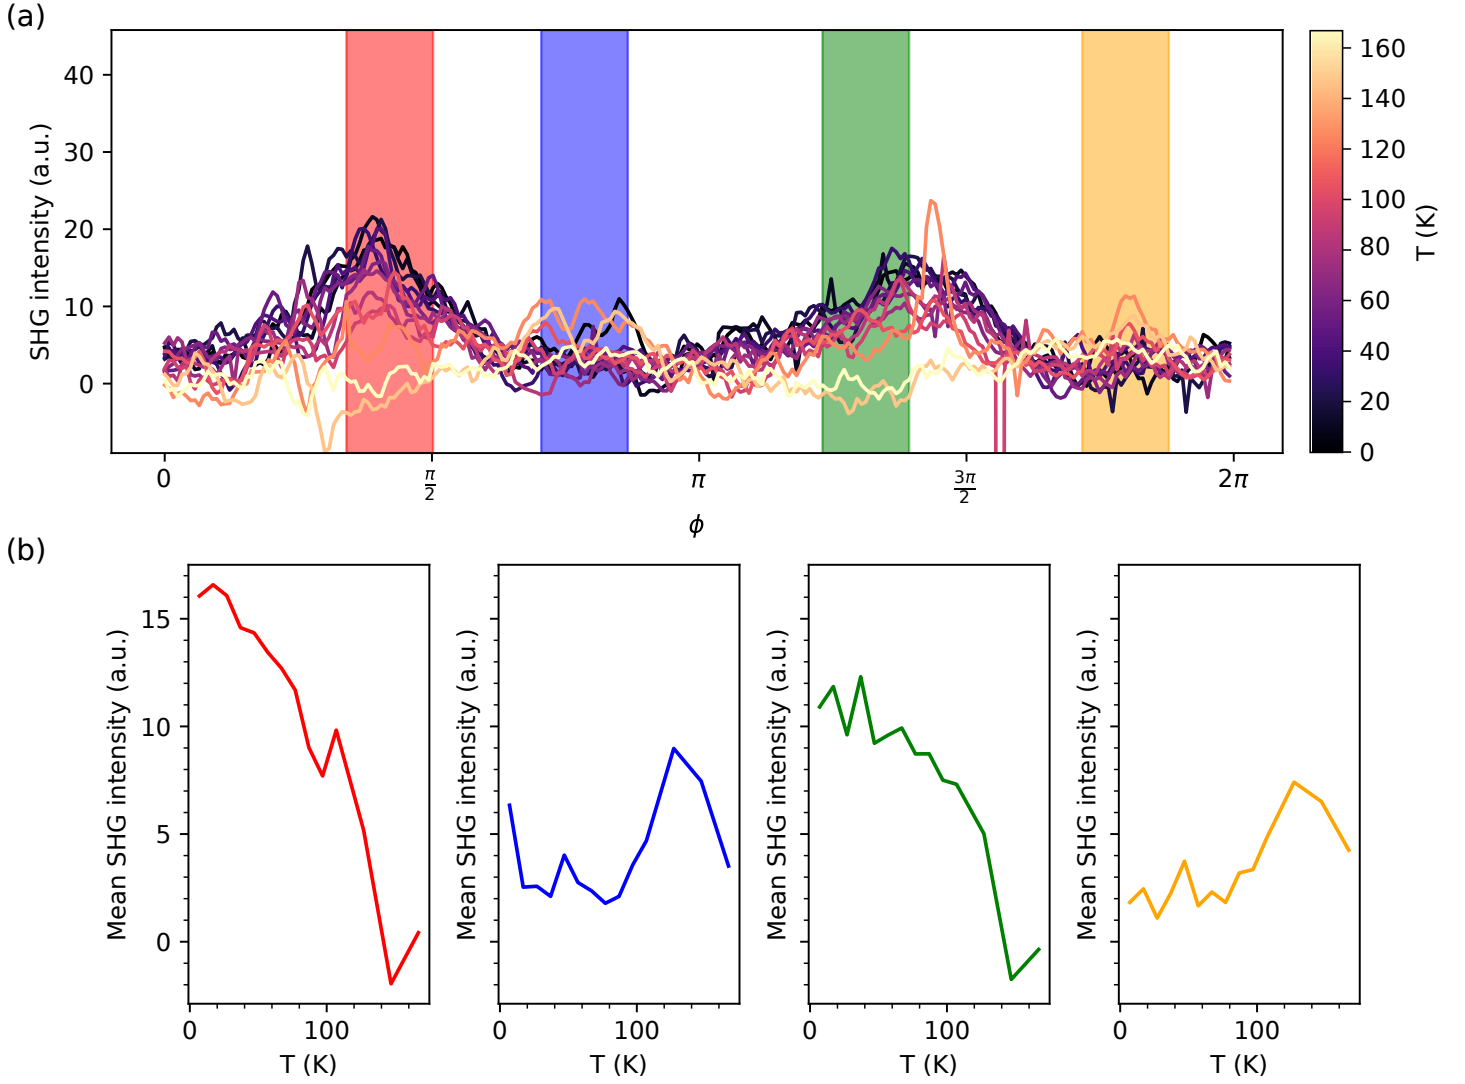 (a)
SHG intensity (a.u.)
40
30
20
10
0
0
π/2
π
3π/2
2π
ϕ
160
140
120
100
80
60
40
20
0
T (K)
(b)
Mean SHG intensity (a.u.)
15
10
5
0
0 100
T (K)
Mean SHG intensity (a.u.)
0 100
T (K)
Mean SHG intensity (a.u.)
0 100
T (K)
Mean SHG intensity (a.u.)
0 100
T (K)